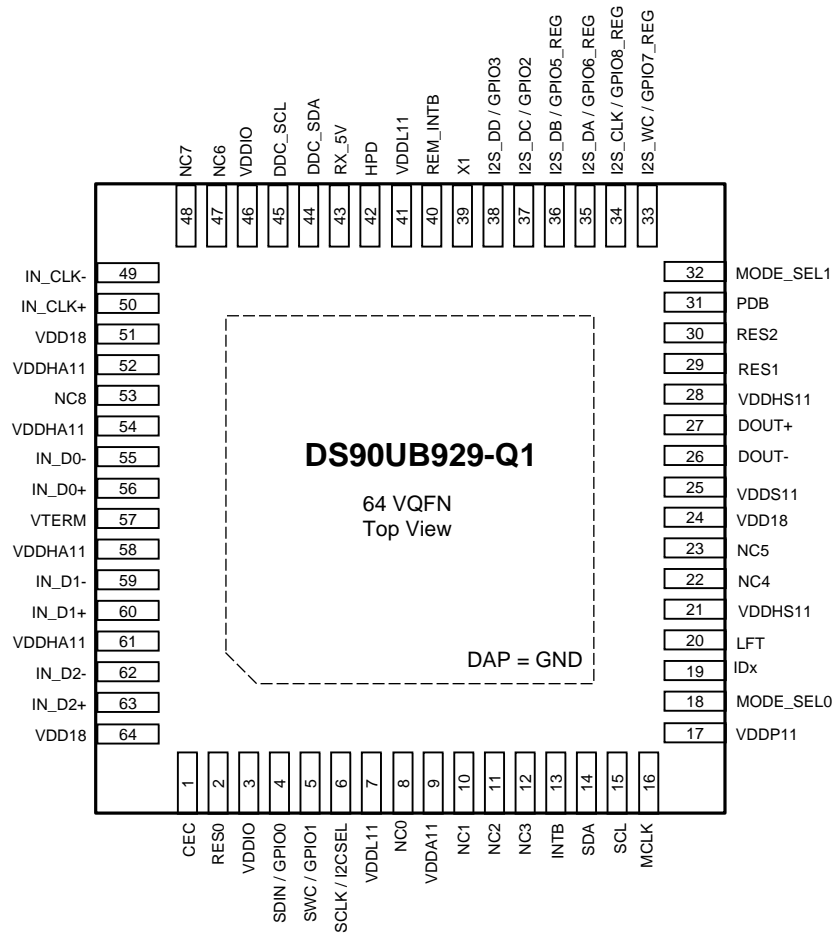 NC7
NC6
VDDIO
DDC_SCL
DDC_SDA
RX_5V
HPD
VDDL11
REM_INTB
X1
I2S_DD / GPIO3
I2S_DC / GPIO2
I2S_DB / GPIO5_REG
I2S_DA / GPIO6_REG
I2S_CLK / GPIO8_REG
I2S_WC / GPIO7_REG
48
47
46
45
44
43
42
41
40
39
38
37
36
35
34
33
IN_CLK- 49
IN_CLK+ 50
VDD18 51
VDDHA11 52
NC8 53
VDDHA11 54
IN_D0- 55
IN_D0+ 56
VTERM 57
VDDHA11 58
IN_D1- 59
IN_D1+ 60
VDDHA11 61
IN_D2- 62
IN_D2+ 63
VDD18 64
DS90UB929-Q1
64 VQFN
Top View
DAP = GND
32 MODE_SEL1
31 PDB
30 RES2
29 RES1
28 VDDHS11
27 DOUT+
26 DOUT-
25 VDDS11
24 VDD18
23 NC5
22 NC4
21 VDDHS11
20 LFT
19 IDx
18 MODE_SEL0
17 VDDP11
1
2
3
4
5
6
7
8
9
10
11
12
13
14
15
16
CEC
RES0
VDDIO
SDIN / GPIO0
SWC / GPIO1
SCLK / I2CSEL
VDDL11
NC0
VDDA11
NC1
NC2
NC3
INTB
SDA
SCL
MCLK